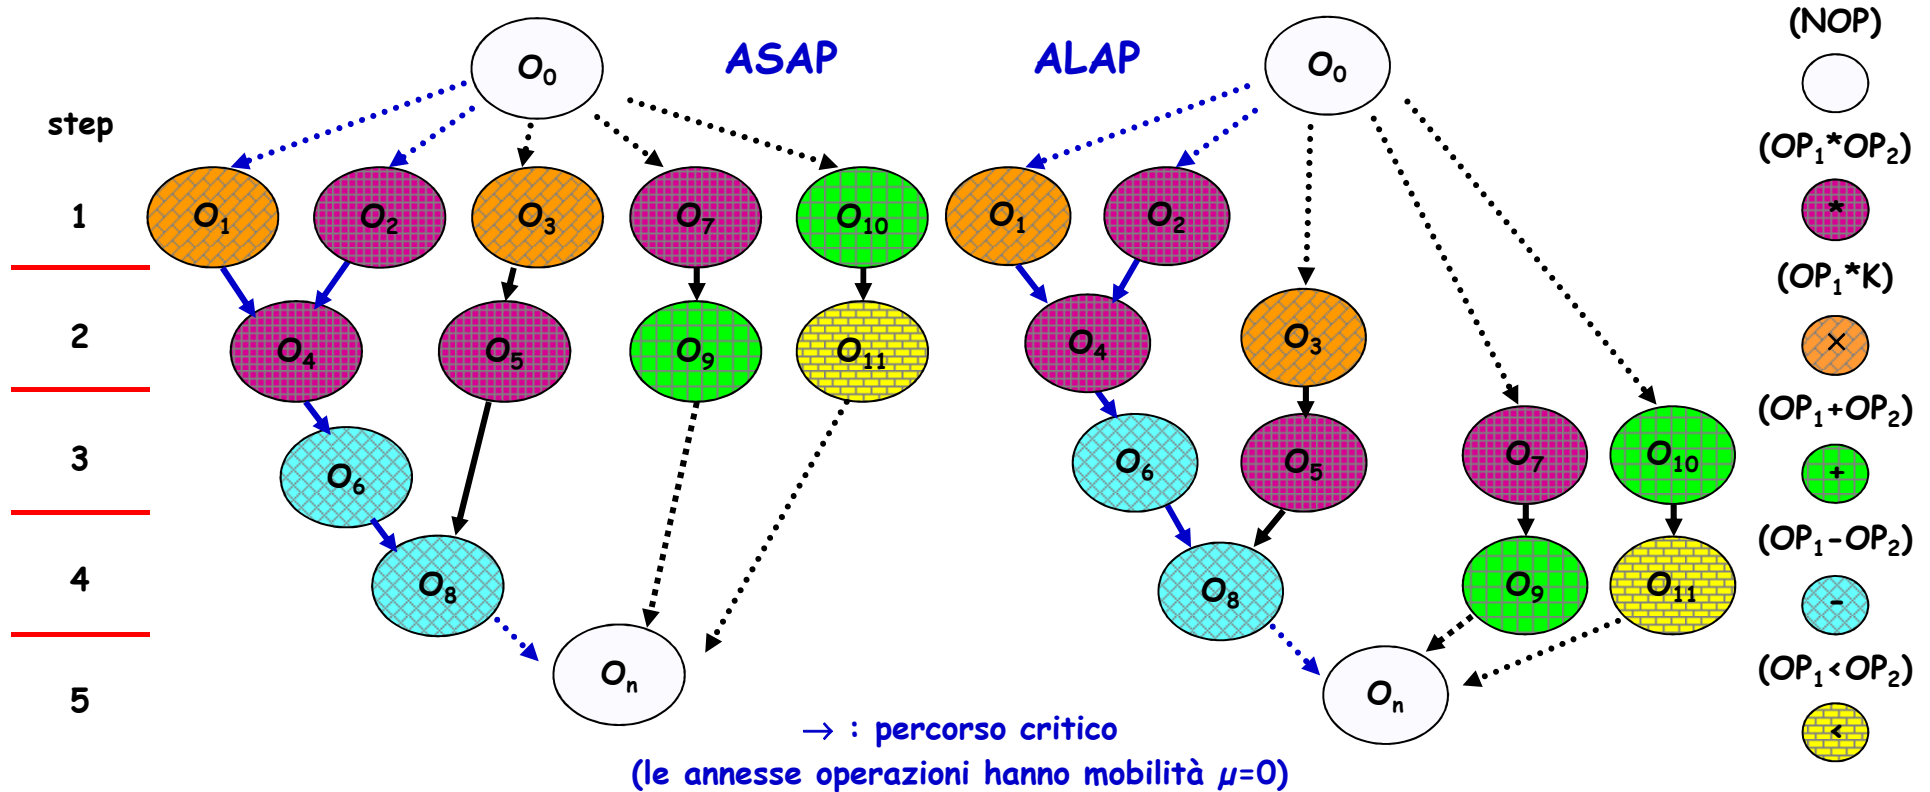 ASAP
ALAP
(NOP)
O₀
O₀
step
(OP₁*OP₂)
*
1
O₁ O₂ O₃ O₇ O₁₀
O₁ O₂
(OP₁*K)
×
2
O₄ O₅ O₉ O₁₁
O₄ O₃
(OP₁+OP₂)
+
3
O₆
O₆ O₅ O₇ O₁₀
(OP₁-OP₂)
-
4
O₈
O₈ O₉ O₁₁
(OP₁<OP₂)
<
5
Oₙ
Oₙ
→ : percorso critico
(le annesse operazioni hanno mobilità µ=0)